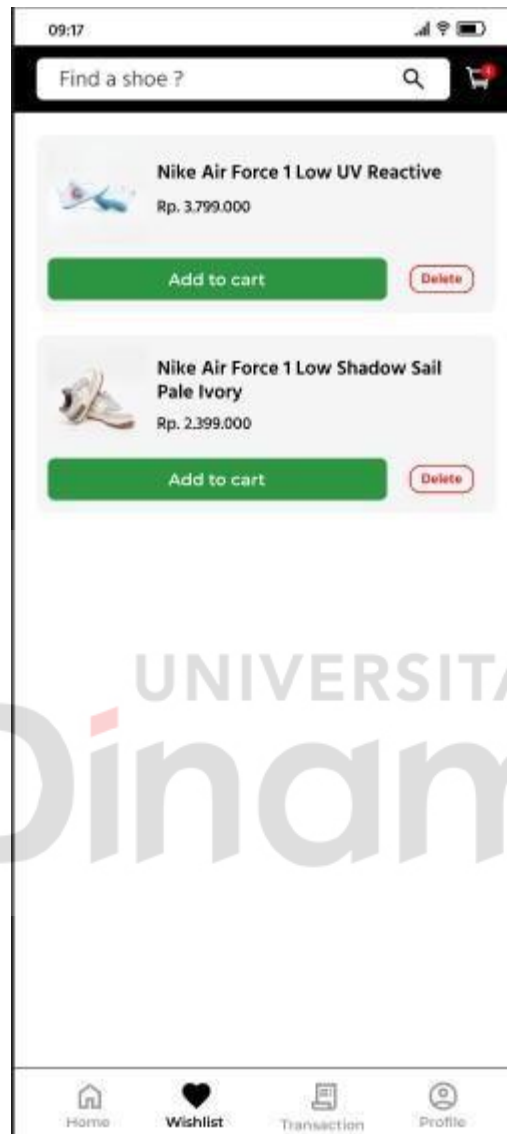 09:17
Find a shoe ?
Nike Air Force 1 Low UV Reactive
Rp. 3.799.000
Add to cart
Delete
Nike Air Force 1 Low Shadow Sail
Pale Ivory
Rp. 2.399.000
Add to cart
Delete
UNIVERSITA
Dinam
Home
Wishlist
Transaction
Profile